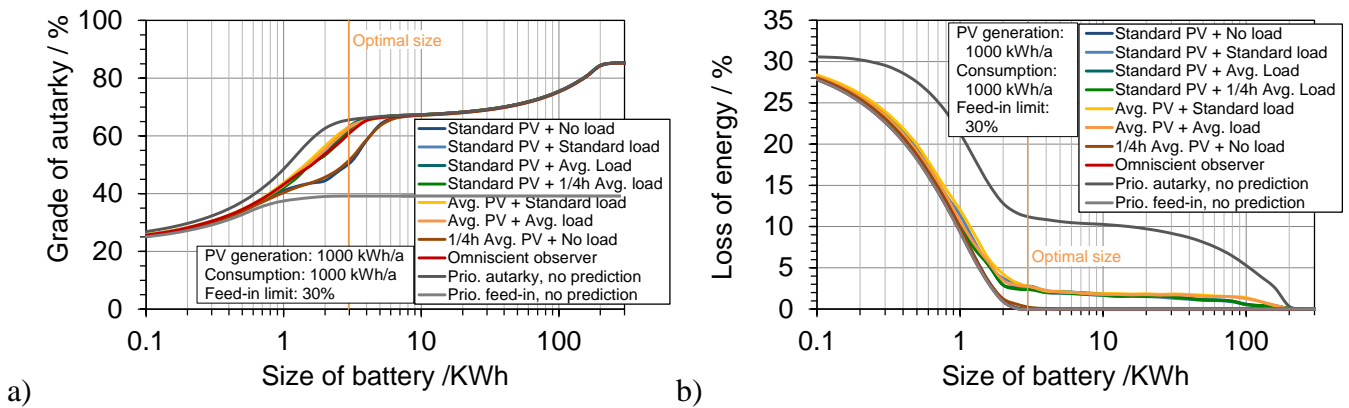 a)
Grade of autarky / %
100
80
60
40
20
0
0.1
1
10
100
Size of battery /KWh
Optimal size
Standard PV + No load
Standard PV + Standard load
Standard PV + Avg. Load
Standard PV + 1/4h Avg. load
Avg. PV + Standard load
Avg. PV + Avg. load
1/4h Avg. PV + No load
Omniscient observer
Prio. autarky, no prediction
Prio. feed-in, no prediction
PV generation: 1000 kWh/a
Consumption: 1000 kWh/a
Feed-in limit: 30%
b)
Loss of energy / %
35
30
25
20
15
10
5
0
0.1
1
10
100
Size of battery /KWh
PV generation:
1000 kWh/a
Consumption:
1000 kWh/a
Feed-in limit:
30%
Standard PV + No load
Standard PV + Standard load
Standard PV + Avg. Load
Standard PV + 1/4h Avg. Load
Avg. PV + Standard load
Avg. PV + Avg. load
1/4h Avg. PV + No load
Omniscient observer
Prio. autarky, no prediction
Prio. feed-in, no prediction
Optimal size